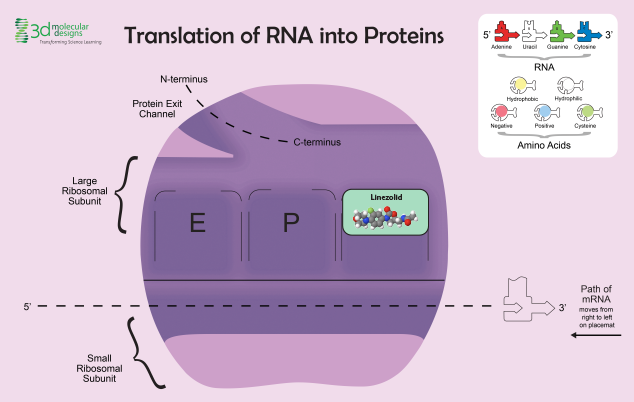 3d molecular
designs
Transforming Science Learning
Translation of RNA into Proteins
5' 3'
Adenine Uracil Guanine Cytosine
RNA
Hydrophobic Hydrophilic
Negative Positive Cysteine
Amino Acids
N-terminus
Protein Exit
Channel
C-terminus
Large
Ribosomal
Subunit
Linezolid
E P
5'
3'
Path of
mRNA
moves from
right to left
on placemat
Small
Ribosomal
Subunit